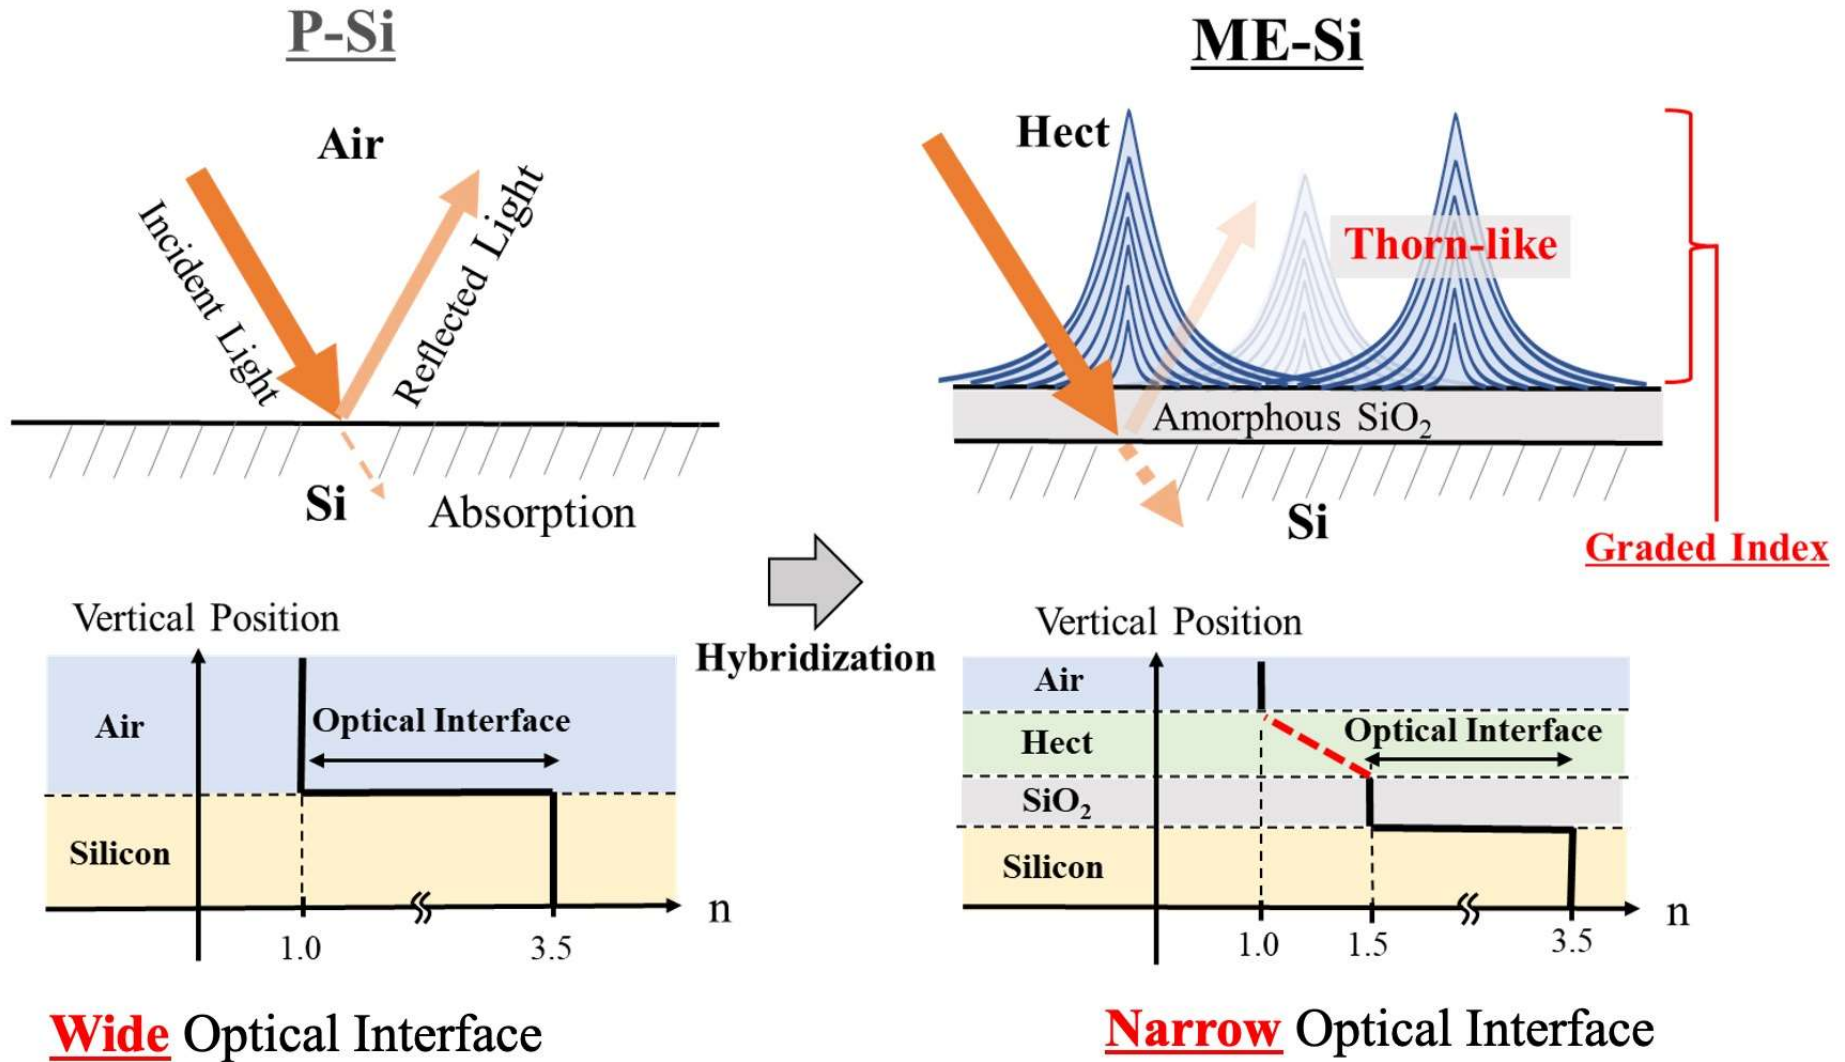 P-Si
Air
Incident Light
Reflected Light
Si
Absorption
Vertical Position
Air
Optical Interface
Silicon
n
1.0
3.5
Wide Optical Interface
Hybridization
ME-Si
Hect
Thorn-like
Amorphous SiO₂
Si
Graded Index
Vertical Position
Air
Hect
Optical Interface
SiO₂
Silicon
n
1.0
1.5
3.5
Narrow Optical Interface